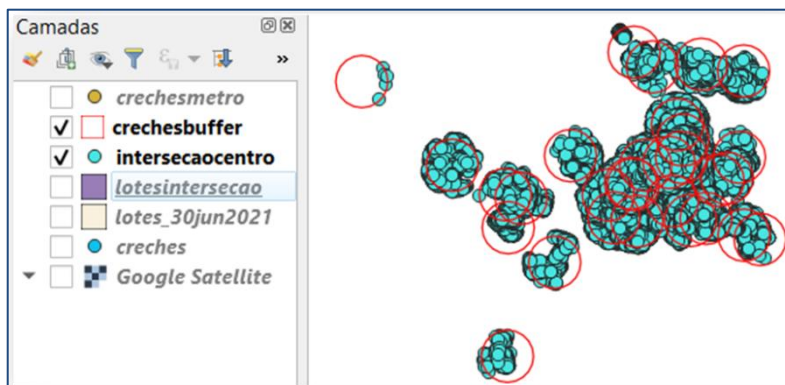 Camadas
»
crechesmetro
crechesbuffer
intersecaocentro
lotesintersecao
lotes_30jun2021
creches
Google Satellite